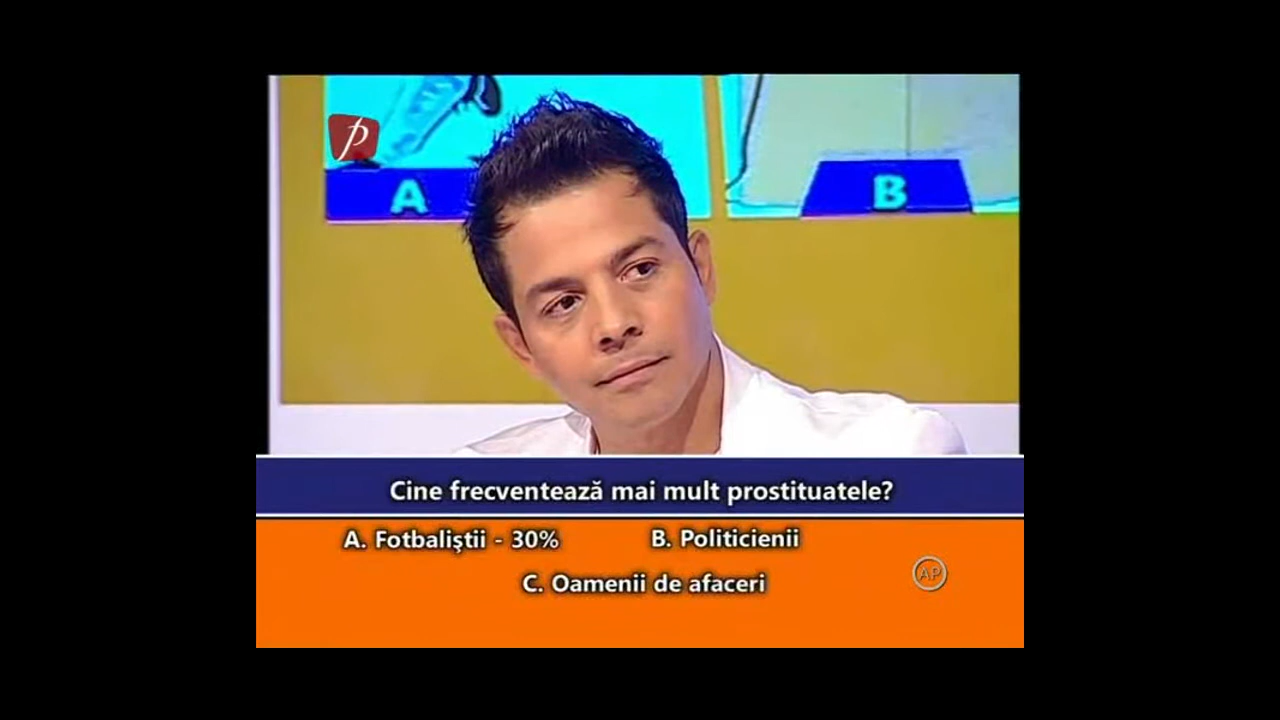 p
A
B
Cine frecventează mai mult prostituatele?
A. Fotbaliştii - 30%
B. Politicienii
C. Oamenii de afaceri
AP